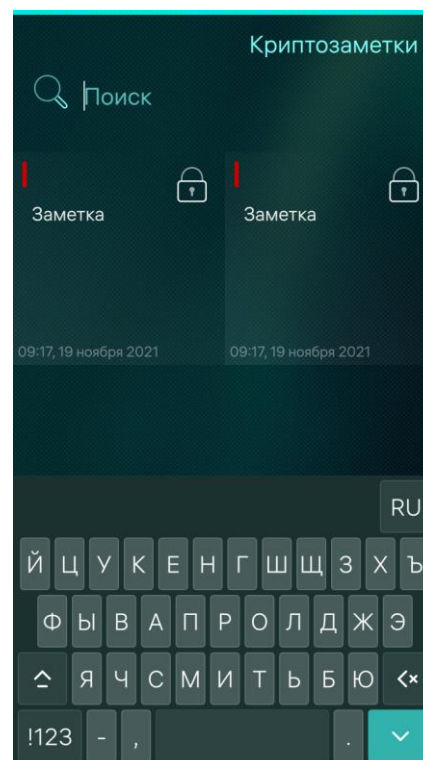 Криптозаметки
Поиск
Заметка
Заметка
09:17, 19 ноября 2021
09:17, 19 ноября 2021
RU
Й Ц У К Е Н Г Ш Щ З Х Ъ
Ф Ы В А П Р О Л Д Ж Э
Я Ч С М И Т Ь Б Ю
!123 - , .